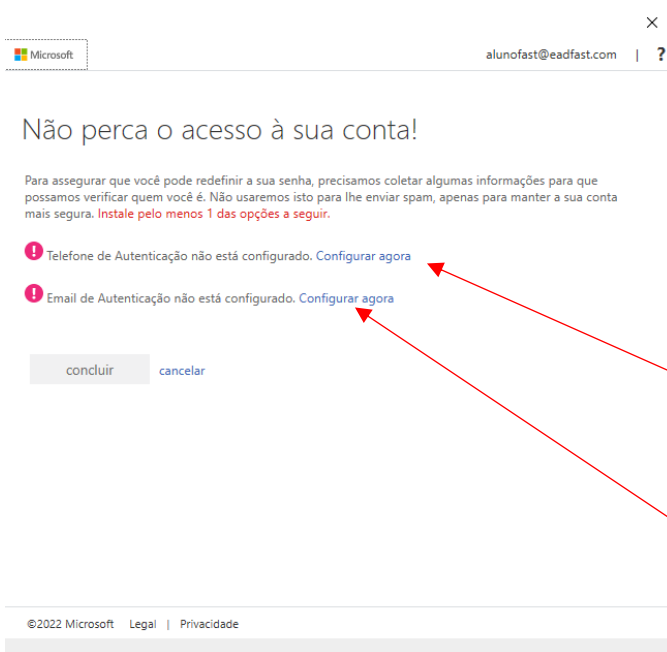 Microsoft
alunofast@eadfast.com | ?
Não perca o acesso à sua conta!
Para assegurar que você pode redefinir a sua senha, precisamos coletar algumas informações para que
possamos verificar quem você é. Não usaremos isto para lhe enviar spam, apenas para manter a sua conta
mais segura. Instale pelo menos 1 das opções a seguir.
! Telefone de Autenticação não está configurado. Configurar agora
! Email de Autenticação não está configurado. Configurar agora
concluir cancelar
©2022 Microsoft Legal | Privacidade